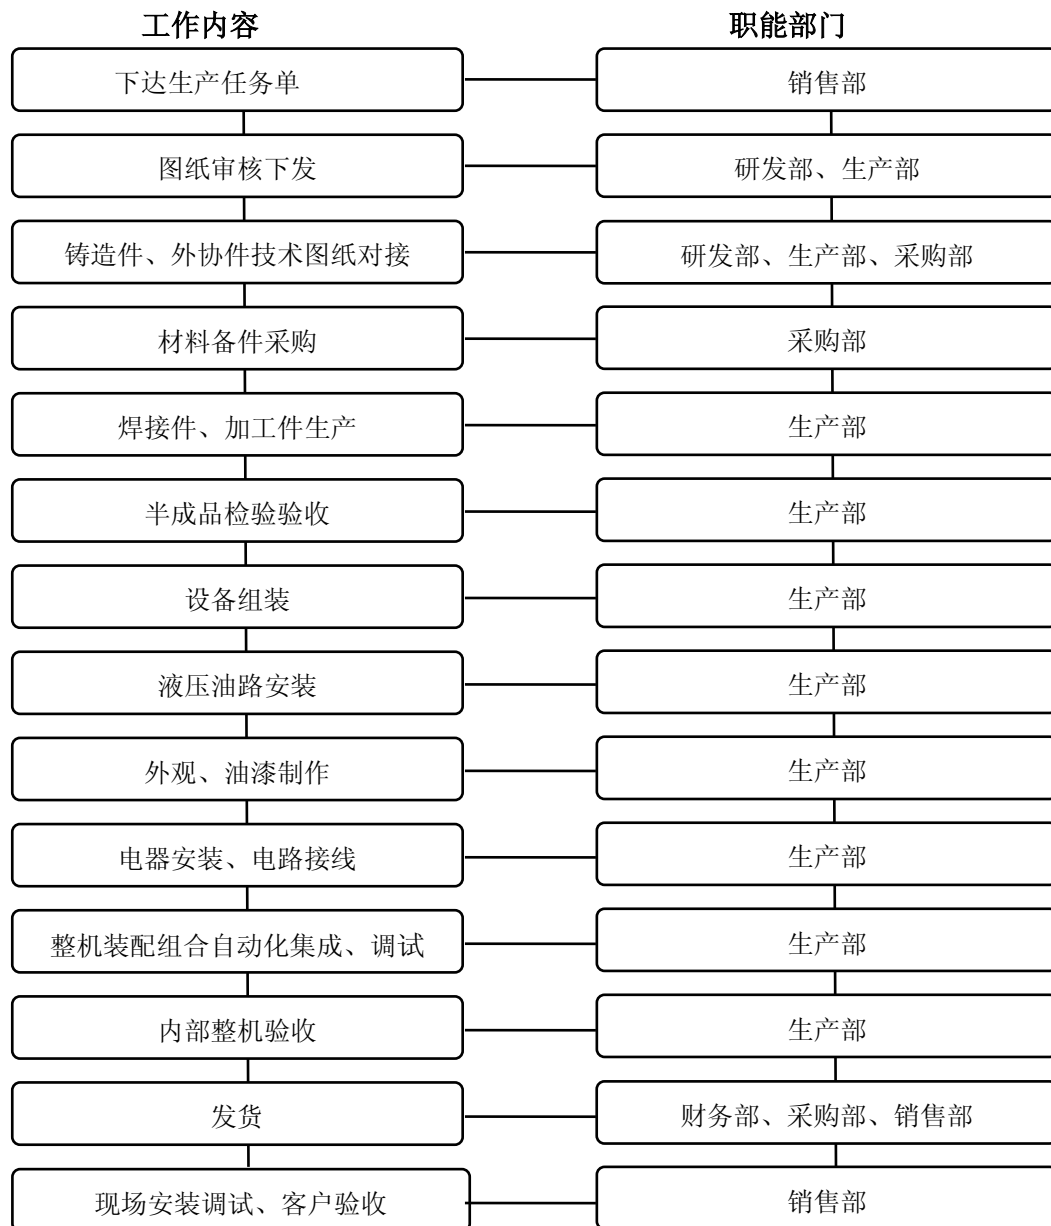 工作内容 职能部门
下达生产任务单 销售部
图纸审核下发 研发部、生产部
铸造件、外协件技术图纸对接 研发部、生产部、采购部
材料备件采购 采购部
焊接件、加工件生产 生产部
半成品检验验收 生产部
设备组装 生产部
液压油路安装 生产部
外观、油漆制作 生产部
电器安装、电路接线 生产部
整机装配组合自动化集成、调试 生产部
内部整机验收 生产部
发货 财务部、采购部、销售部
现场安装调试、客户验收 销售部